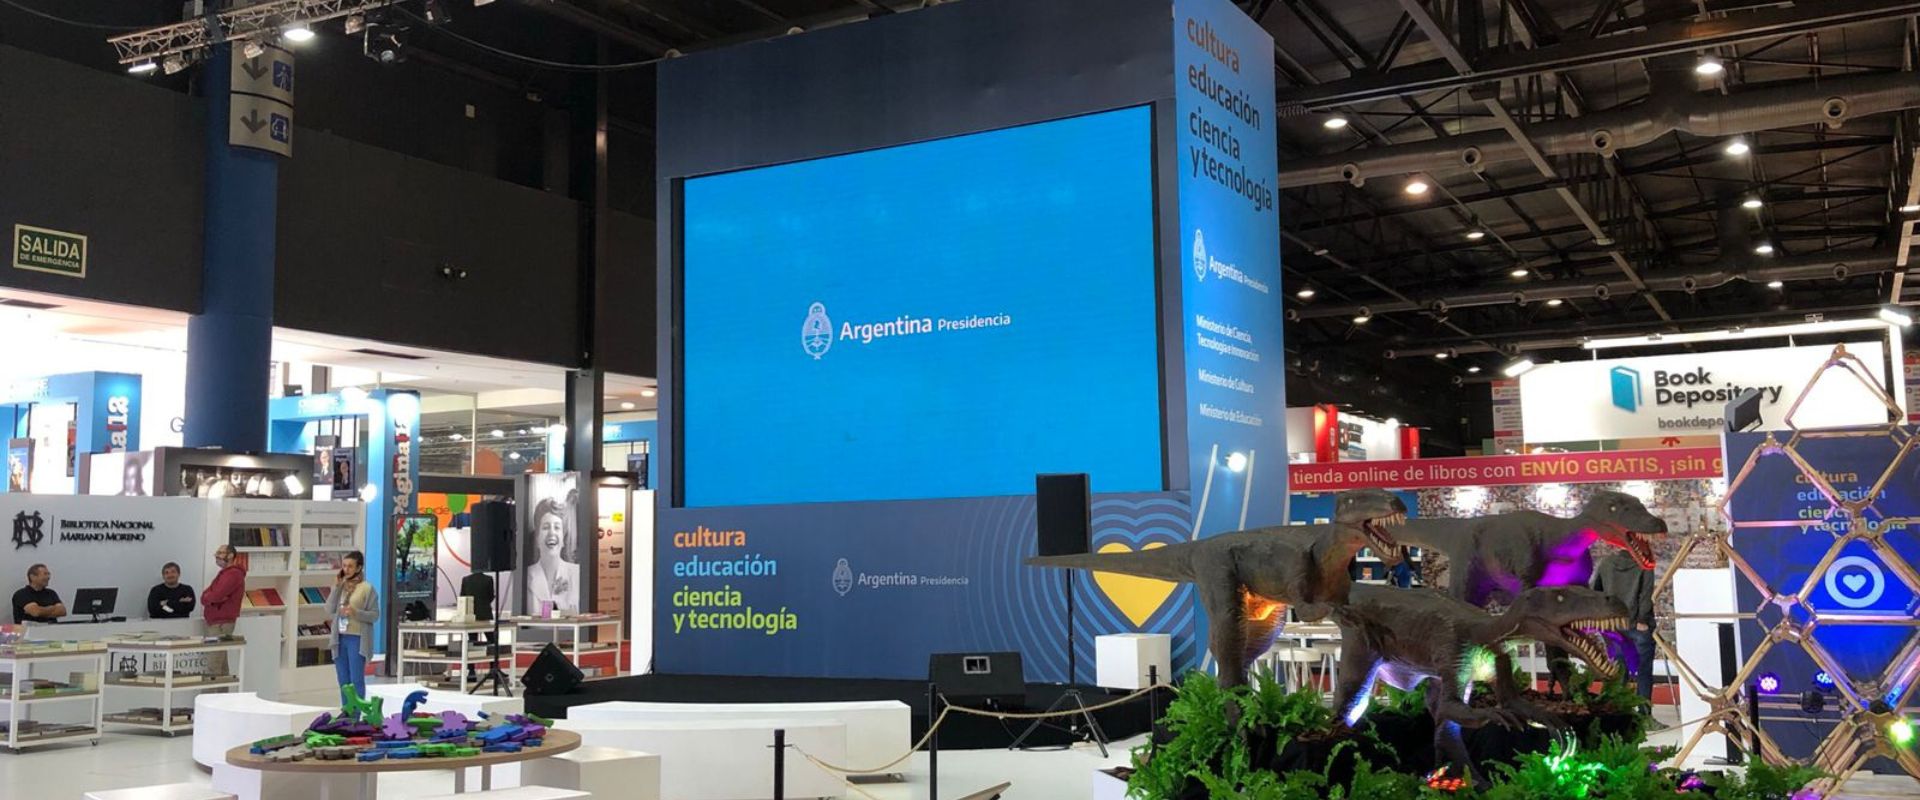 SALIDA
DE EMERGENCIA
Biblioteca Nacional
Mariano Moreno
Argentina Presidencia
cultura
educación
ciencia
y tecnología
Argentina Presidencia
cultura
educación
ciencia
y tecnología
Argentina Presidencia
Ministerio de Ciencia,
Tecnología e Innovación
Ministerio de Cultura
Ministerio de Educación
Book
Depository
bookdepo
tienda online de libros con ENVÍO GRATIS, ¡sin g
cultura
educación
ciencia
y tecnología